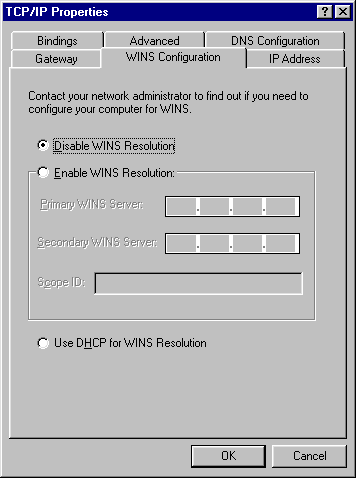 TCP/IP Properties
Bindings Advanced DNS Configuration
Gateway WINS Configuration IP Address
Contact your network administrator to find out if you need to
configure your computer for WINS.
Disable WINS Resolution
Enable WINS Resolution:
Primary WINS Server:
Secondary WINS Server:
Scope ID:
Use DHCP for WINS Resolution
OK Cancel